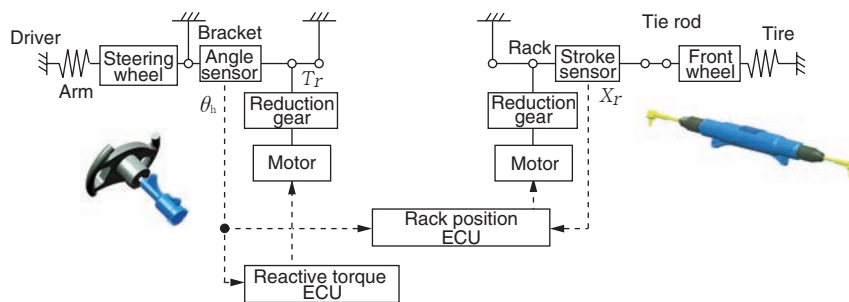 Driver
Arm
Steering
wheel
Bracket
Angle
sensor
θh
Tr
Reduction
gear
Motor
Reactive torque
ECU
Rack
Stroke
sensor
Xr
Tie rod
Front
wheel
Tire
Reduction
gear
Motor
Rack position
ECU